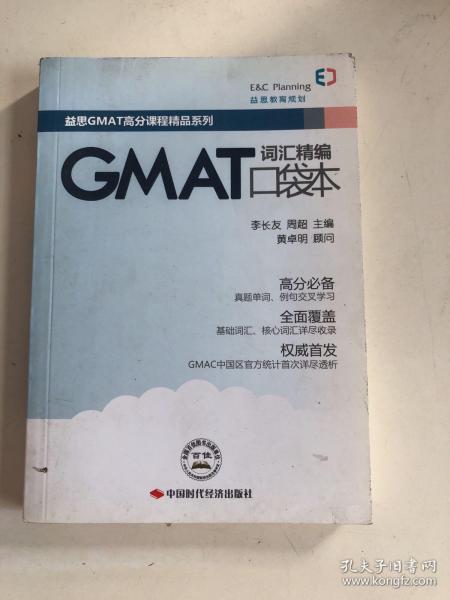 E&C Planning
益思教育规划
益思GMAT高分课程精品系列
GMAT
词汇精编
口袋本
李长友 周超 主编
黄卓明 顾问
高分必备
真题单词、例句交叉学习
全面覆盖
基础词汇、核心词汇详尽收录
权威首发
GMAC中国区官方统计首次详尽透析
百佳
中国时代经济出版社
孔夫子旧书网
www.kongfz.com